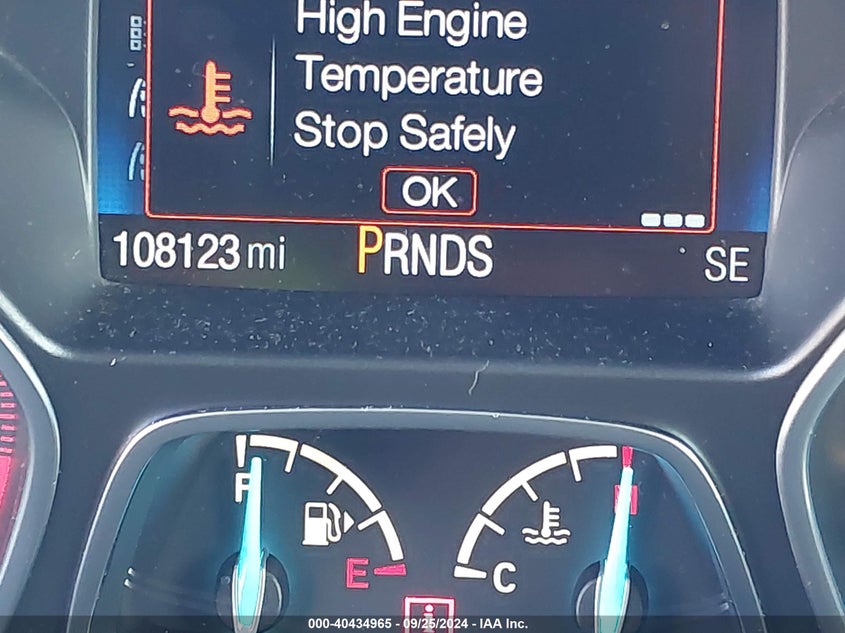 High Engine
Temperature
Stop Safely
OK
108123 mi PRNDS SE
F
E
C
H
000-40434965 - 09/25/2024 - IAA Inc.